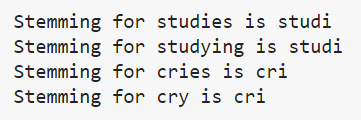 Stemming for studies is studi
Stemming for studying is studi
Stemming for cries is cri
Stemming for cry is cri